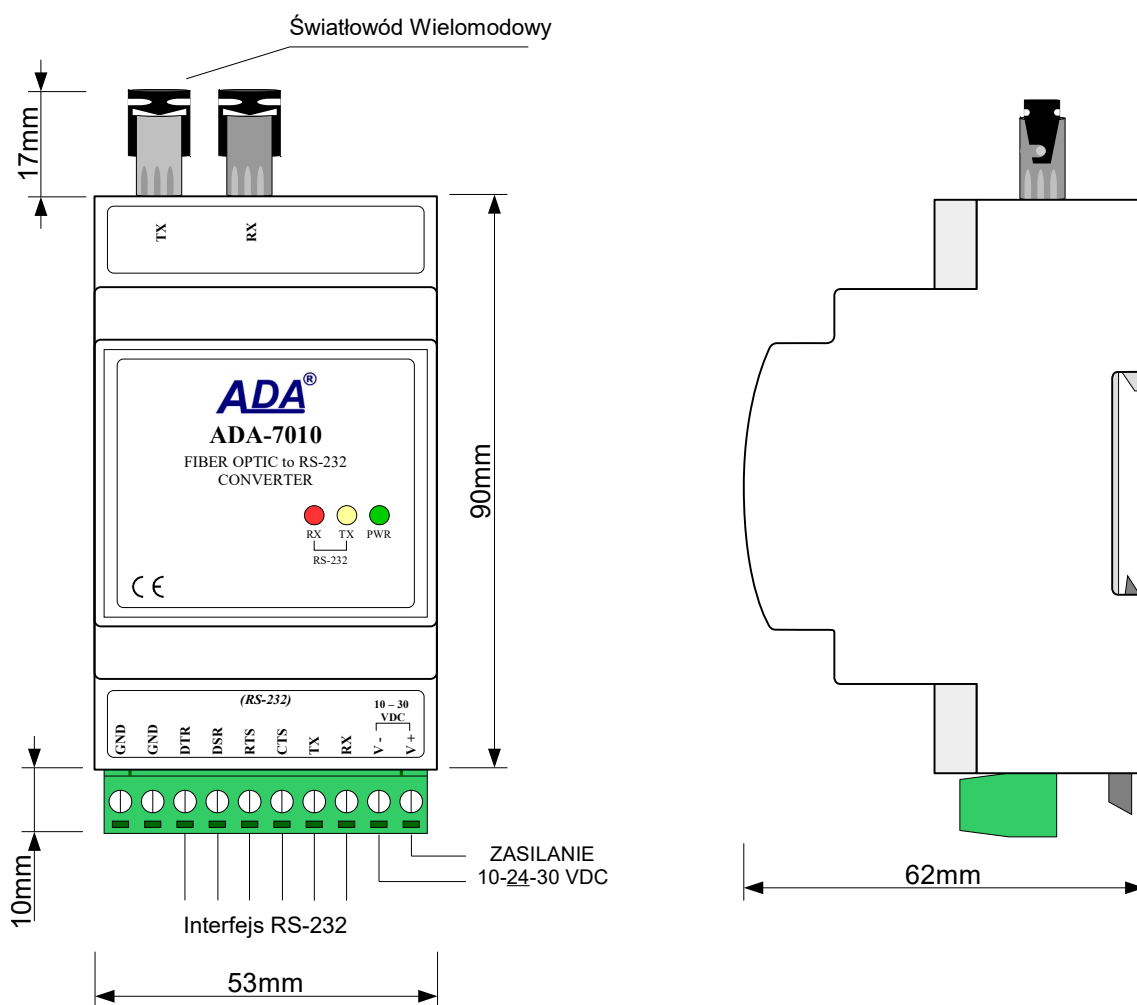 Światłowód Wielomodowy
17mm
TX
RX
ADA®
ADA-7010
FIBER OPTIC to RS-232
CONVERTER
RX TX PWR
RS-232
CE
90mm
(RS-232)
10 – 30
VDC
GND
GND
DTR
DSR
RTS
CTS
TX
RX
V -
V +
10mm
ZASILANIE
10-24-30 VDC
Interfejs RS-232
53mm
62mm